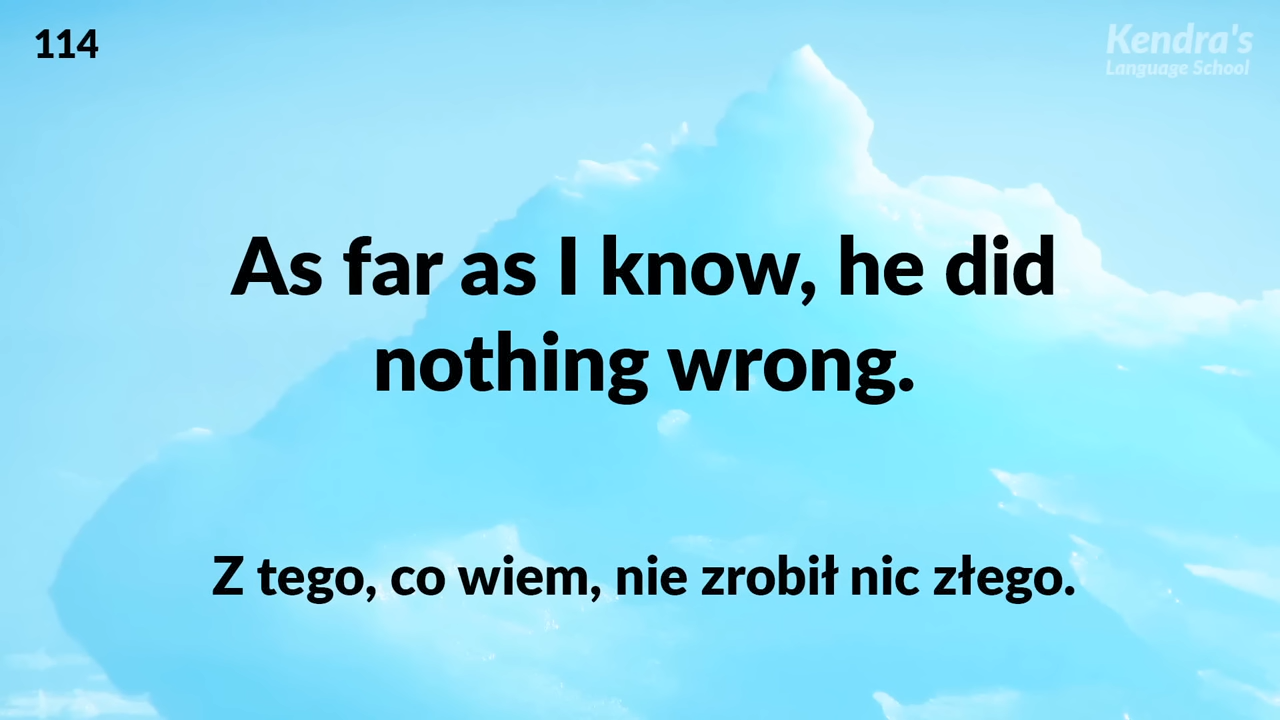 114
Kendra's
Language School
As far as I know, he did
nothing wrong.
Z tego, co wiem, nie zrobił nic złego.